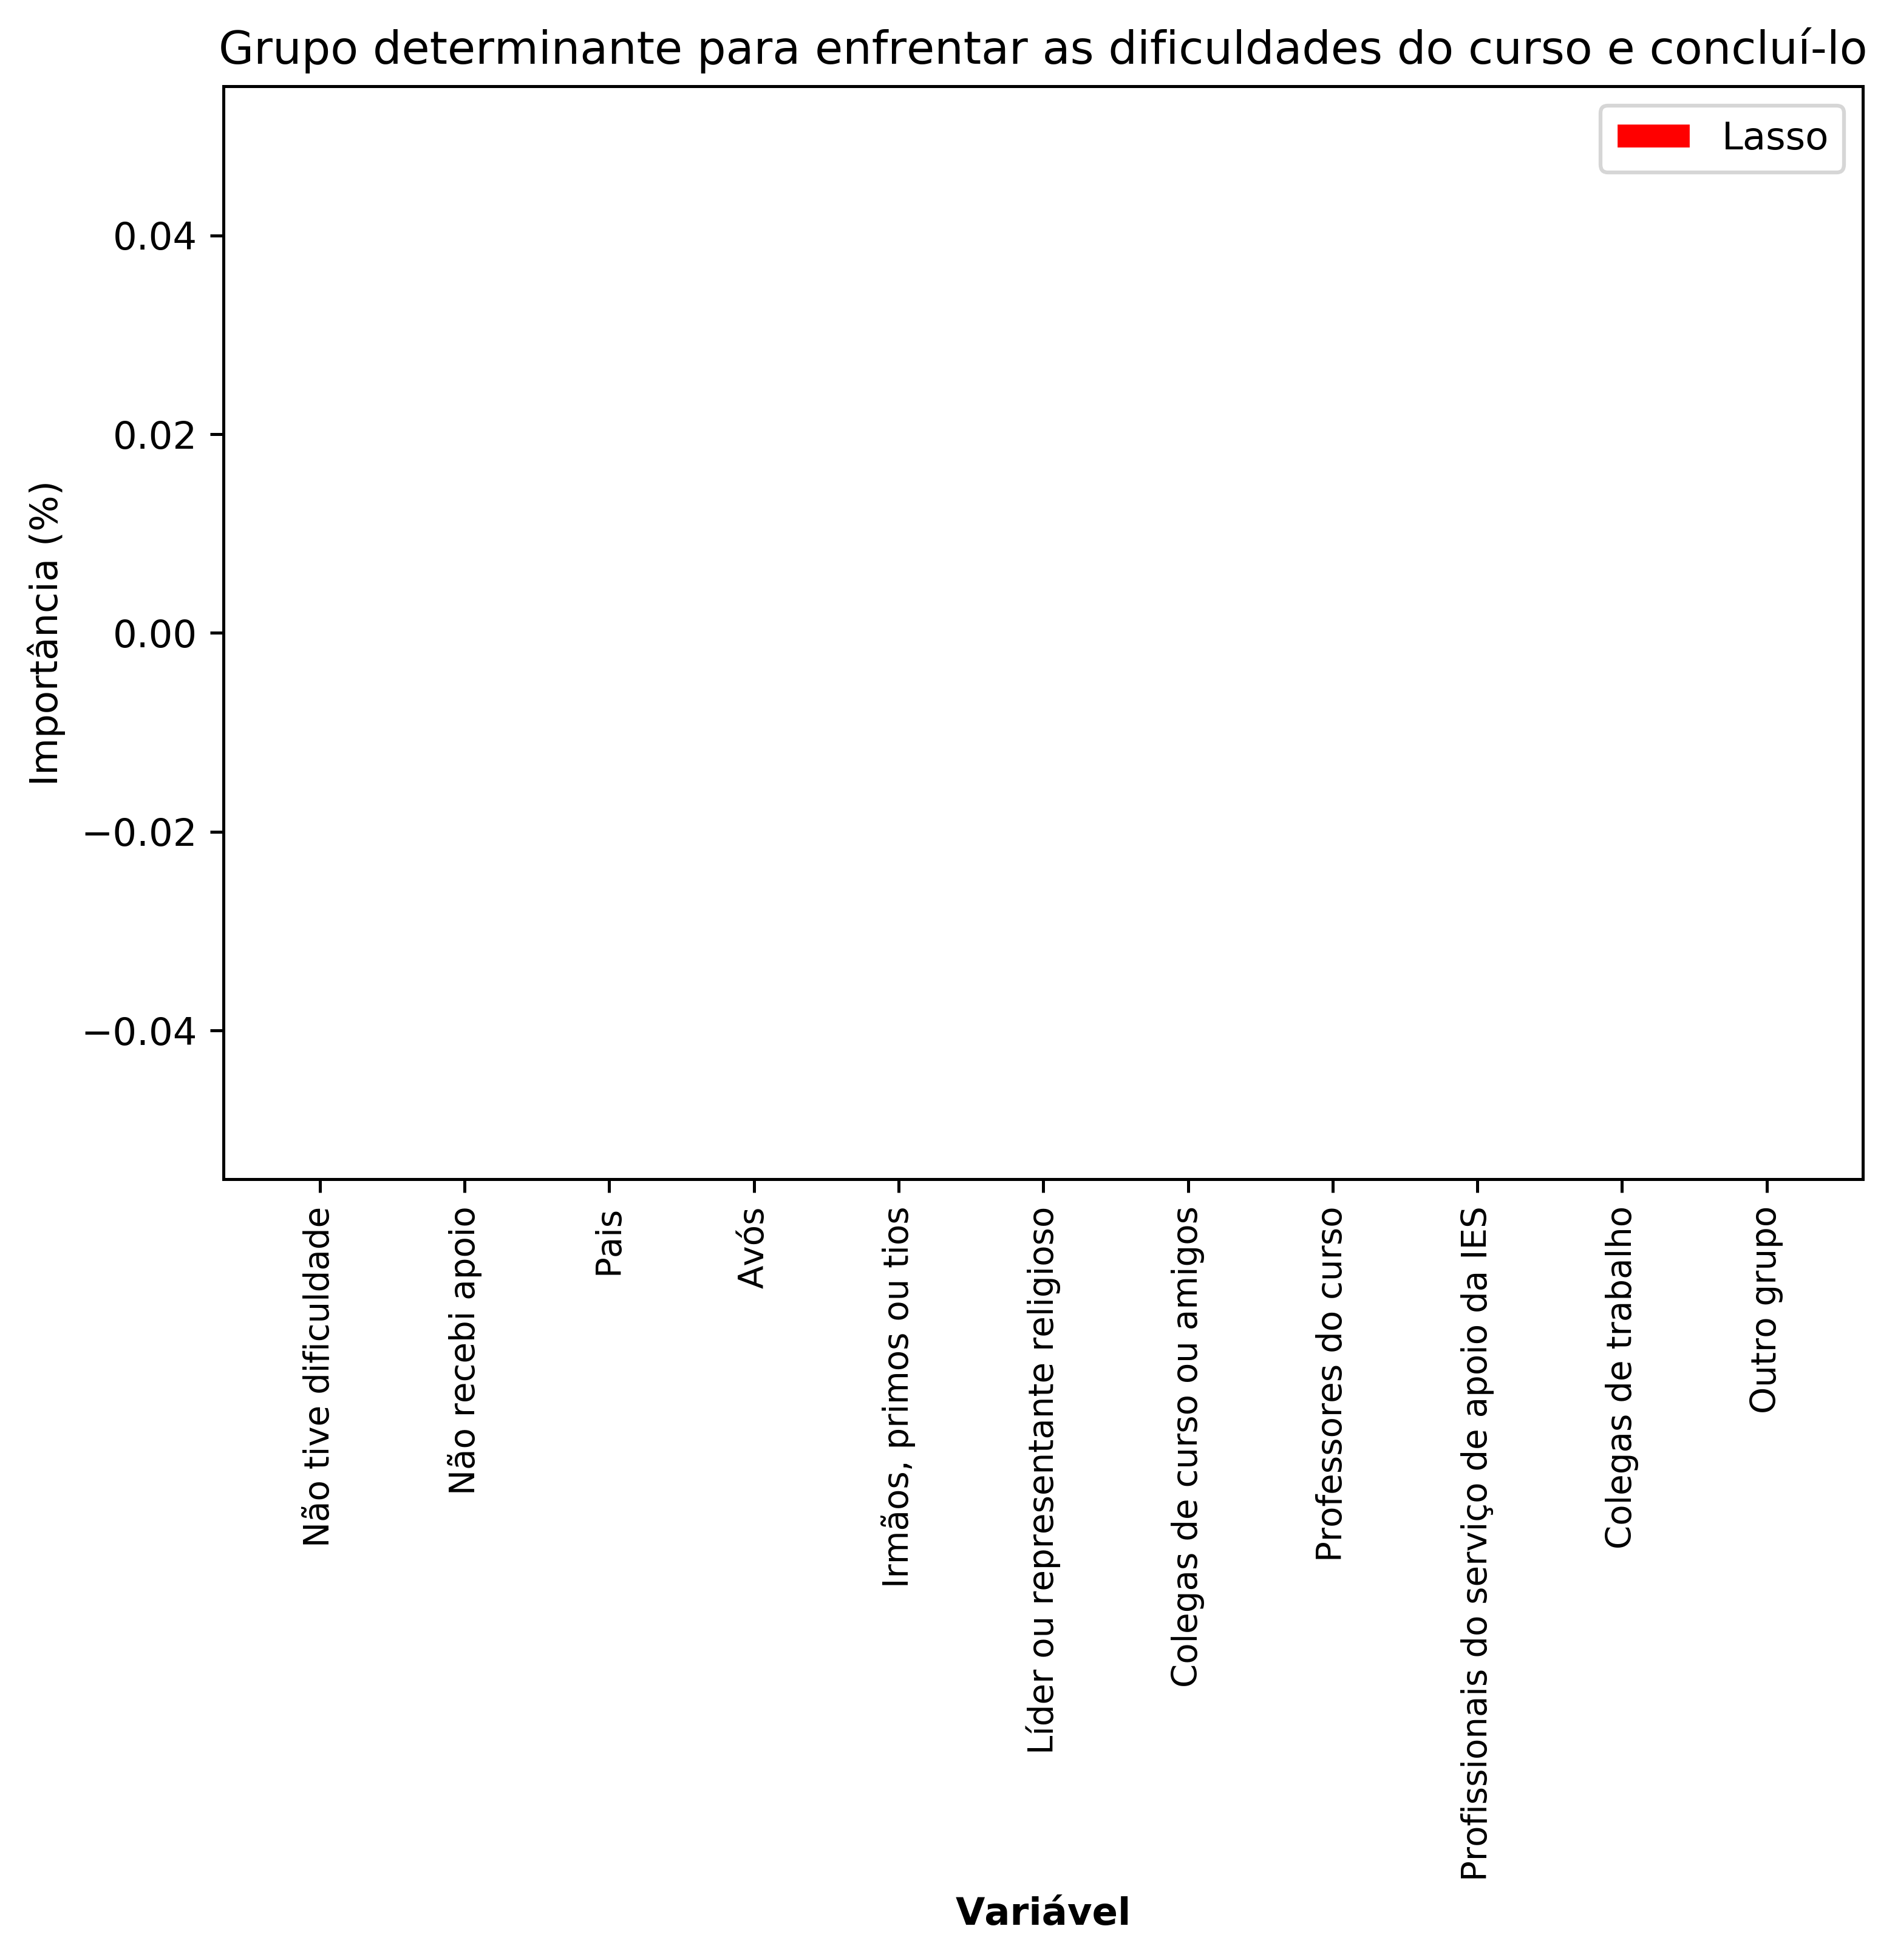 Grupo determinante para enfrentar as dificuldades do curso e concluí-lo
Lasso
0.04
0.02
0.00
−0.02
−0.04
Importância (%)
Não tive dificuldade
Não recebi apoio
Pais
Avós
Irmãos, primos ou tios
Líder ou representante religioso
Colegas de curso ou amigos
Professores do curso
Profissionais do serviço de apoio da IES
Colegas de trabalho
Outro grupo
Variável